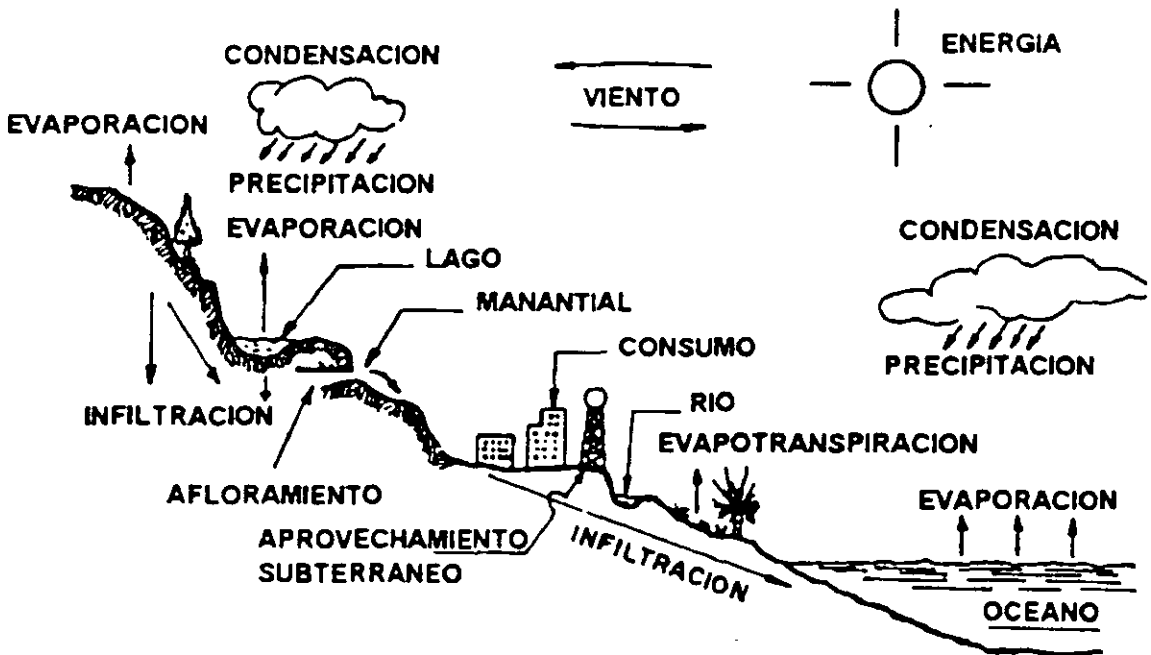 ENERGIA
CONDENSACION
VIENTO
EVAPORACION
PRECIPITACION
EVAPORACION
CONDENSACION
LAGO
MANANTIAL
CONSUMO
PRECIPITACION
RIO
INFILTRACION
EVAPOTRANSPIRACION
AFLORAMIENTO
EVAPORACION
APROVECHAMIENTO
SUBTERRANEO
INFILTRACION
OCEANO